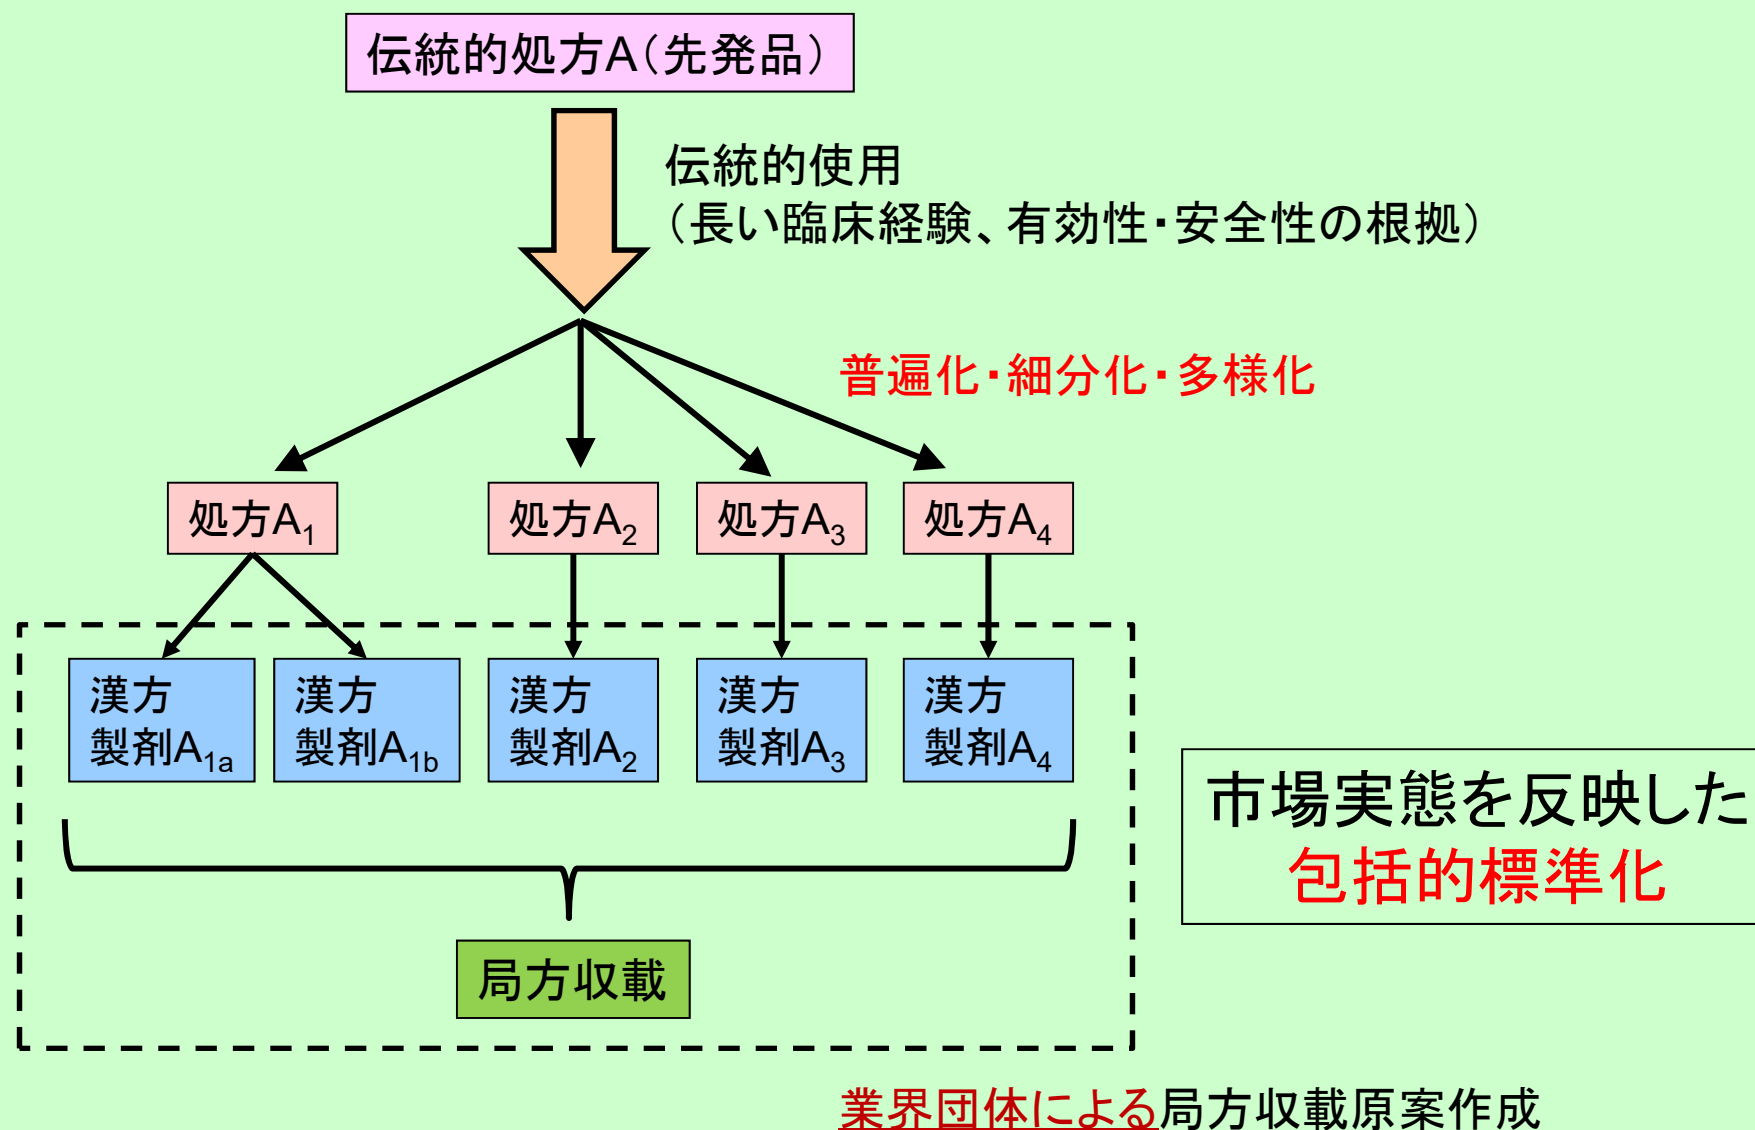 伝統的処方A（先発品）
伝統的使用
（長い臨床経験、有効性・安全性の根拠）
普遍化・細分化・多様化
処方A1
処方A2
処方A3
処方A4
漢方
製剤A1a
漢方
製剤A1b
漢方
製剤A2
漢方
製剤A3
漢方
製剤A4
市場実態を反映した
包括的標準化
局方収載
業界団体による局方収載原案作成